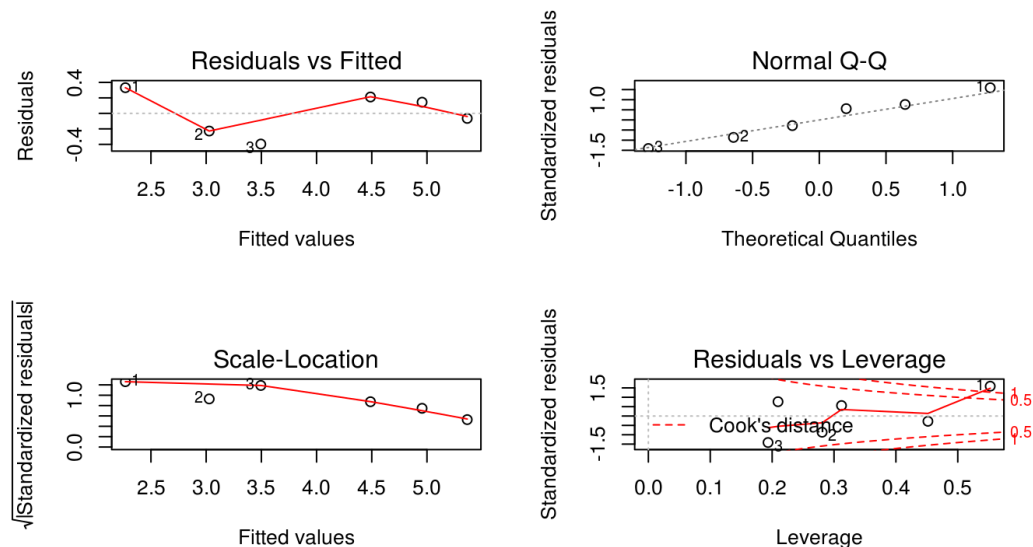 Residuals vs Fitted
Residuals
0.4
-0.4
1
2
3
2.5 3.0 3.5 4.0 4.5 5.0
Fitted values
Normal Q-Q
Standardized residuals
1.0
-1.5
3
2
1
-1.0 -0.5 0.0 0.5 1.0
Theoretical Quantiles
Scale-Location
√|Standardized residuals|
1.0
0.0
1
2
3
2.5 3.0 3.5 4.0 4.5 5.0
Fitted values
Residuals vs Leverage
Standardized residuals
1.5
-1.5
1
1
0.5
Cook's distance
2
3
0.5
1
0.0 0.1 0.2 0.3 0.4 0.5
Leverage